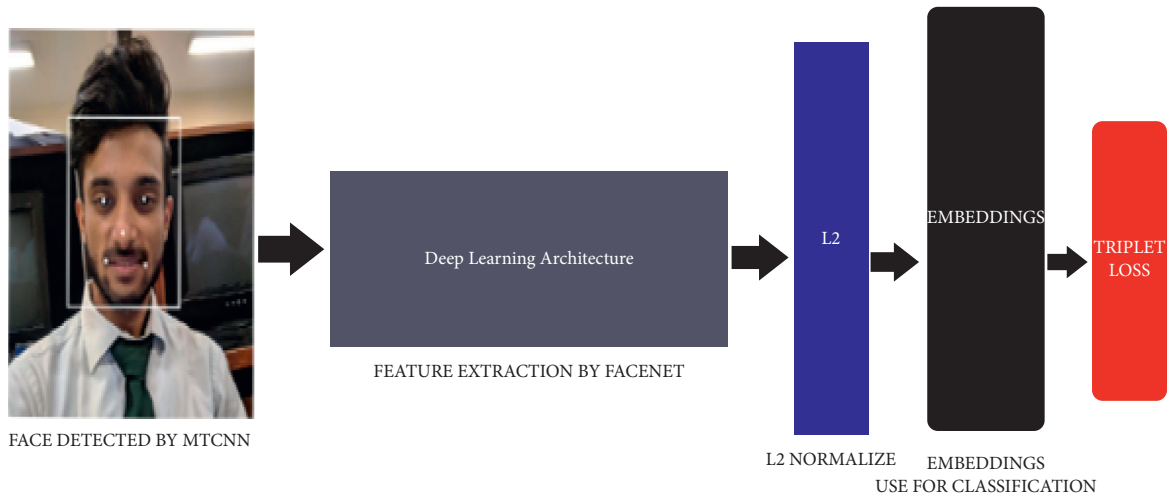 FACE DETECTED BY MTCNN
Deep Learning Architecture
FEATURE EXTRACTION BY FACENET
L2
L2 NORMALIZE
EMBEDDINGS
EMBEDDINGS
USE FOR CLASSIFICATION
TRIPLET
LOSS